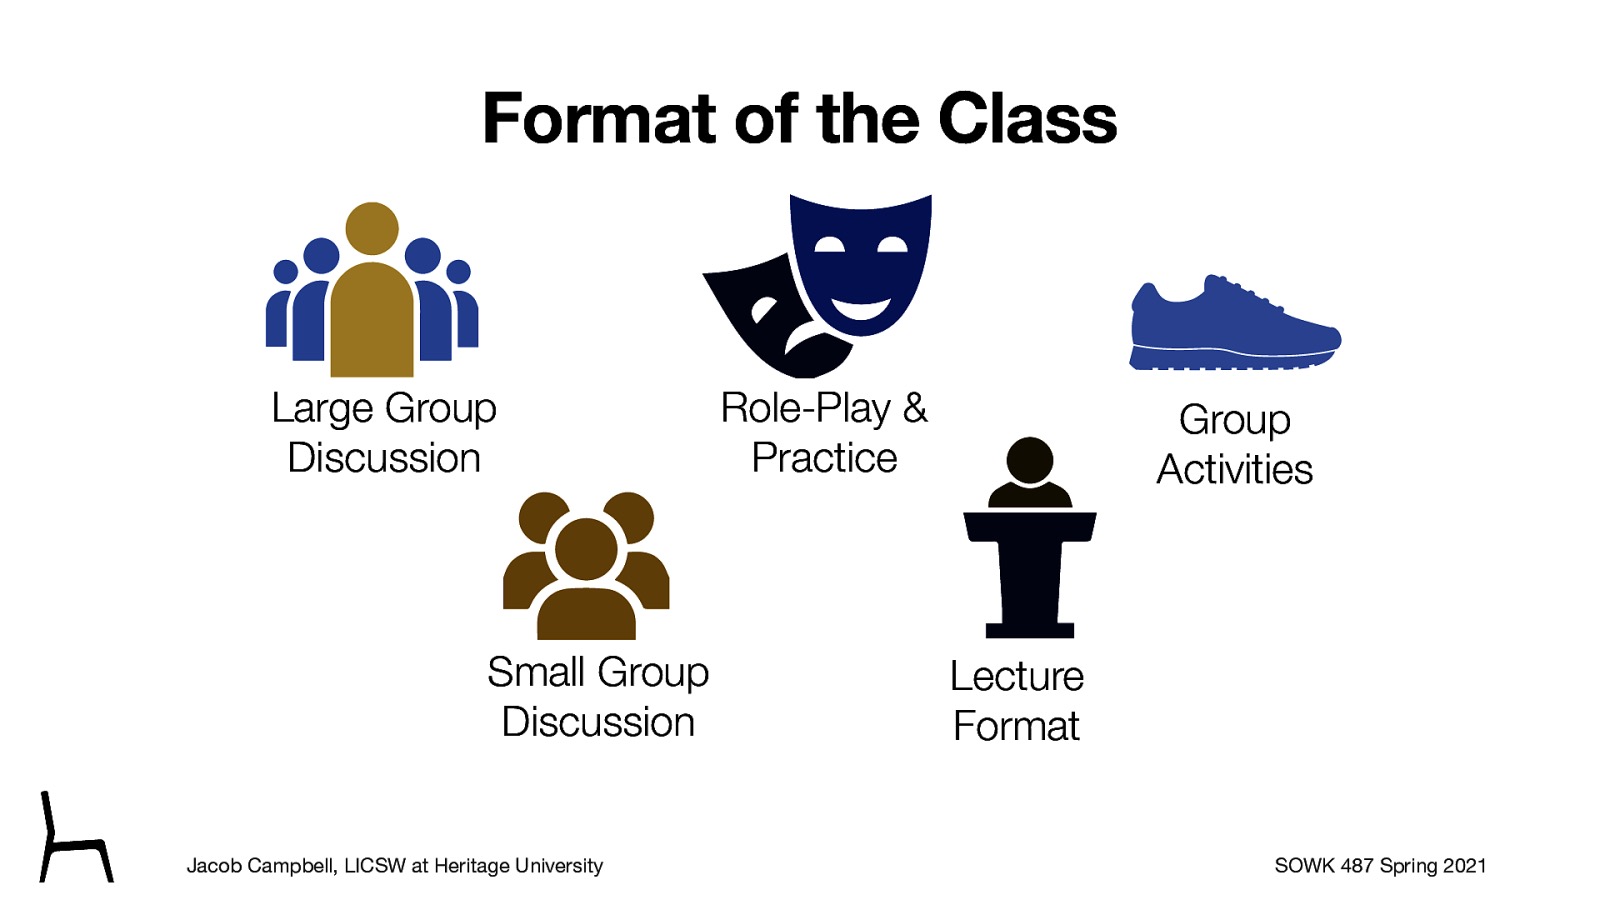 Format of the Class
Large Group
Discussion
Role-Play &
Practice
Group
Activities
Small Group
Discussion
Lecture
Format
Jacob Campbell, LICSW at Heritage University
SOWK 487 Spring 2021